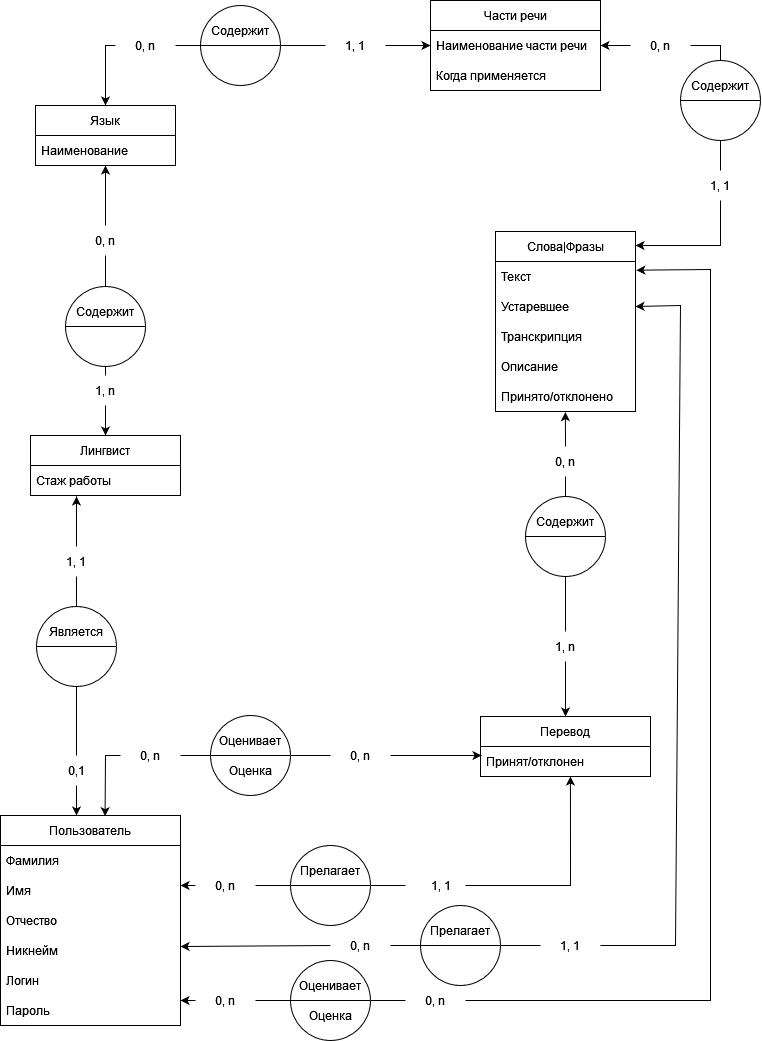 Части речи
Содержит
0, n
1, 1
Наименование части речи
0, n
Когда применяется
Содержит
Язык
Наименование
1, 1
0, n
Слова|Фразы
Текст
Устаревшее
Содержит
Транскрипция
Описание
1, n
Принято/отклонено
Лингвист
0, n
Стаж работы
Содержит
1, 1
Является
1, n
Оценивает
Перевод
0, n
0, n
Принят/отклонен
0,1
Оценка
Пользователь
Фамилия
Прелагает
0, n
1, 1
Имя
Отчество
Прелагает
0, n
1, 1
Никнейм
Логин
Оценивает
0, n
0, n
Пароль
Оценка